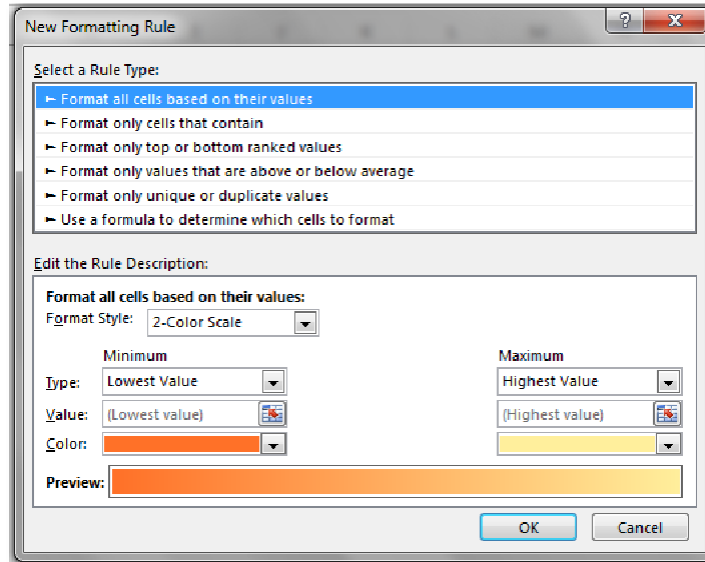 New Formatting Rule
Select a Rule Type:
► Format all cells based on their values
► Format only cells that contain
► Format only top or bottom ranked values
► Format only values that are above or below average
► Format only unique or duplicate values
► Use a formula to determine which cells to format
Edit the Rule Description:
Format all cells based on their values:
Format Style: 2-Color Scale
Minimum Maximum
Type: Lowest Value Highest Value
Value: (Lowest value) (Highest value)
Color:
Preview:
OK Cancel